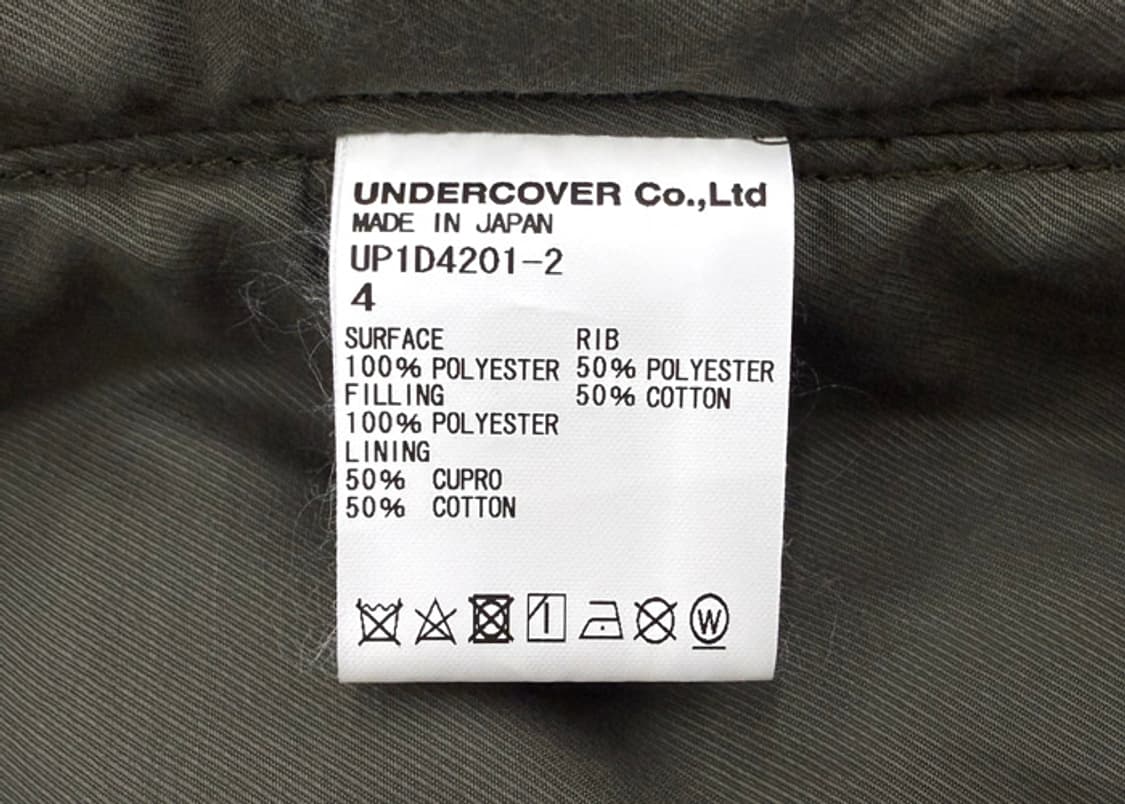 UNDERCOVER Co.,Ltd
MADE IN JAPAN
UP1D4201-2
4
SURFACE
100% POLYESTER
FILLING
100% POLYESTER
LINING
50% CUPRO
50% COTTON
RIB
50% POLYESTER
50% COTTON
W